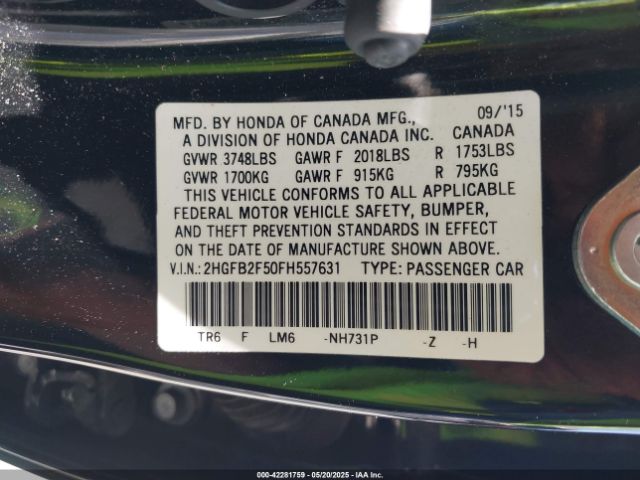 MFD. BY HONDA OF CANADA MFG., 09/'15
A DIVISION OF HONDA CANADA INC. CANADA
GVWR 3748LBS GAWR F 2018LBS R 1753LBS
GVWR 1700KG GAWR F 915KG R 795KG
THIS VEHICLE CONFORMS TO ALL APPLICABLE
FEDERAL MOTOR VEHICLE SAFETY, BUMPER,
AND THEFT PREVENTION STANDARDS IN EFFECT
ON THE DATE OF MANUFACTURE SHOWN ABOVE.
V.I.N.: 2HGFB2F50FH557631 TYPE: PASSENGER CAR
TR6 F LM6 -NH731P -Z -H
000-42281759 — 05/20/2025 — IAA Inc.